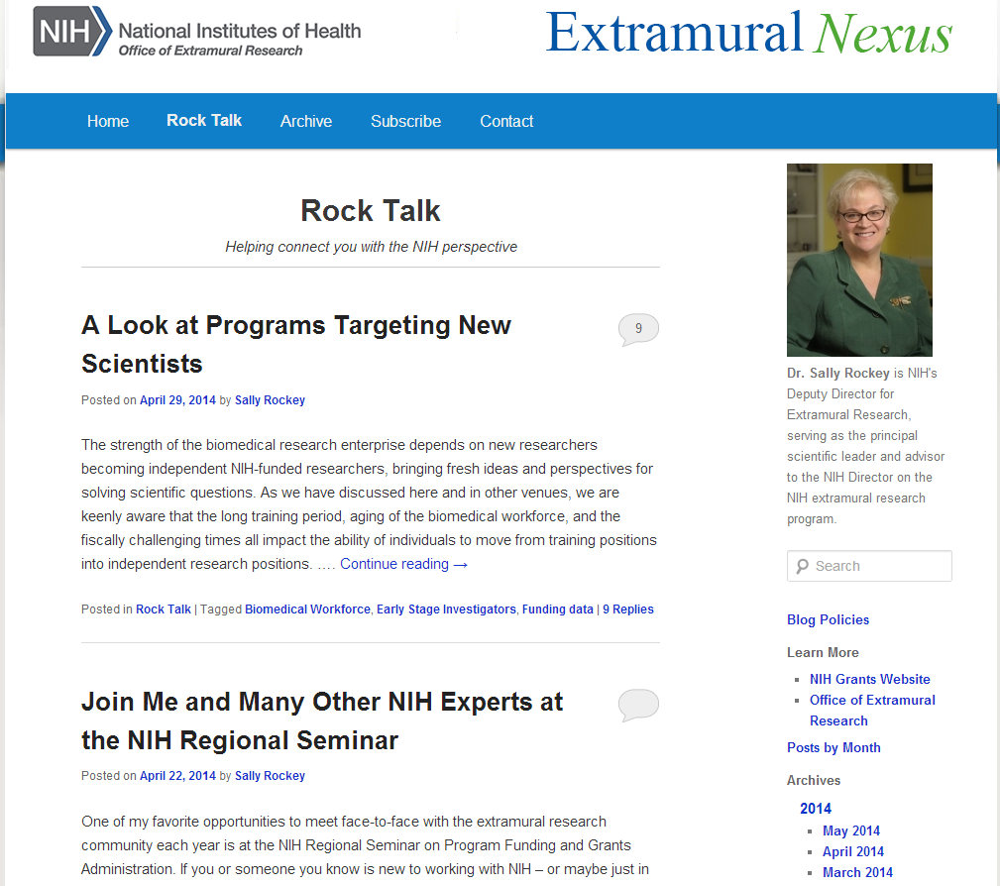 NIH National Institutes of Health
Office of Extramural Research
Extramural Nexus
Home Rock Talk Archive Subscribe Contact
Rock Talk
Helping connect you with the NIH perspective
A Look at Programs Targeting New
Scientists
9
Posted on April 29, 2014 by Sally Rockey
The strength of the biomedical research enterprise depends on new researchers
becoming independent NIH-funded researchers, bringing fresh ideas and perspectives for
solving scientific questions. As we have discussed here and in other venues, we are
keenly aware that the long training period, aging of the biomedical workforce, and the
fiscally challenging times all impact the ability of individuals to move from training positions
into independent research positions. …. Continue reading →
Posted in Rock Talk | Tagged Biomedical Workforce, Early Stage Investigators, Funding data | 9 Replies
Join Me and Many Other NIH Experts at
the NIH Regional Seminar
Posted on April 22, 2014 by Sally Rockey
One of my favorite opportunities to meet face-to-face with the extramural research
community each year is at the NIH Regional Seminar on Program Funding and Grants
Administration. If you or someone you know is new to working with NIH – or maybe just in
Dr. Sally Rockey is NIH's
Deputy Director for
Extramural Research,
serving as the principal
scientific leader and advisor
to the NIH Director on the
NIH extramural research
program.
Search
Blog Policies
Learn More
NIH Grants Website
Office of Extramural
Research
Posts by Month
Archives
2014
May 2014
April 2014
March 2014